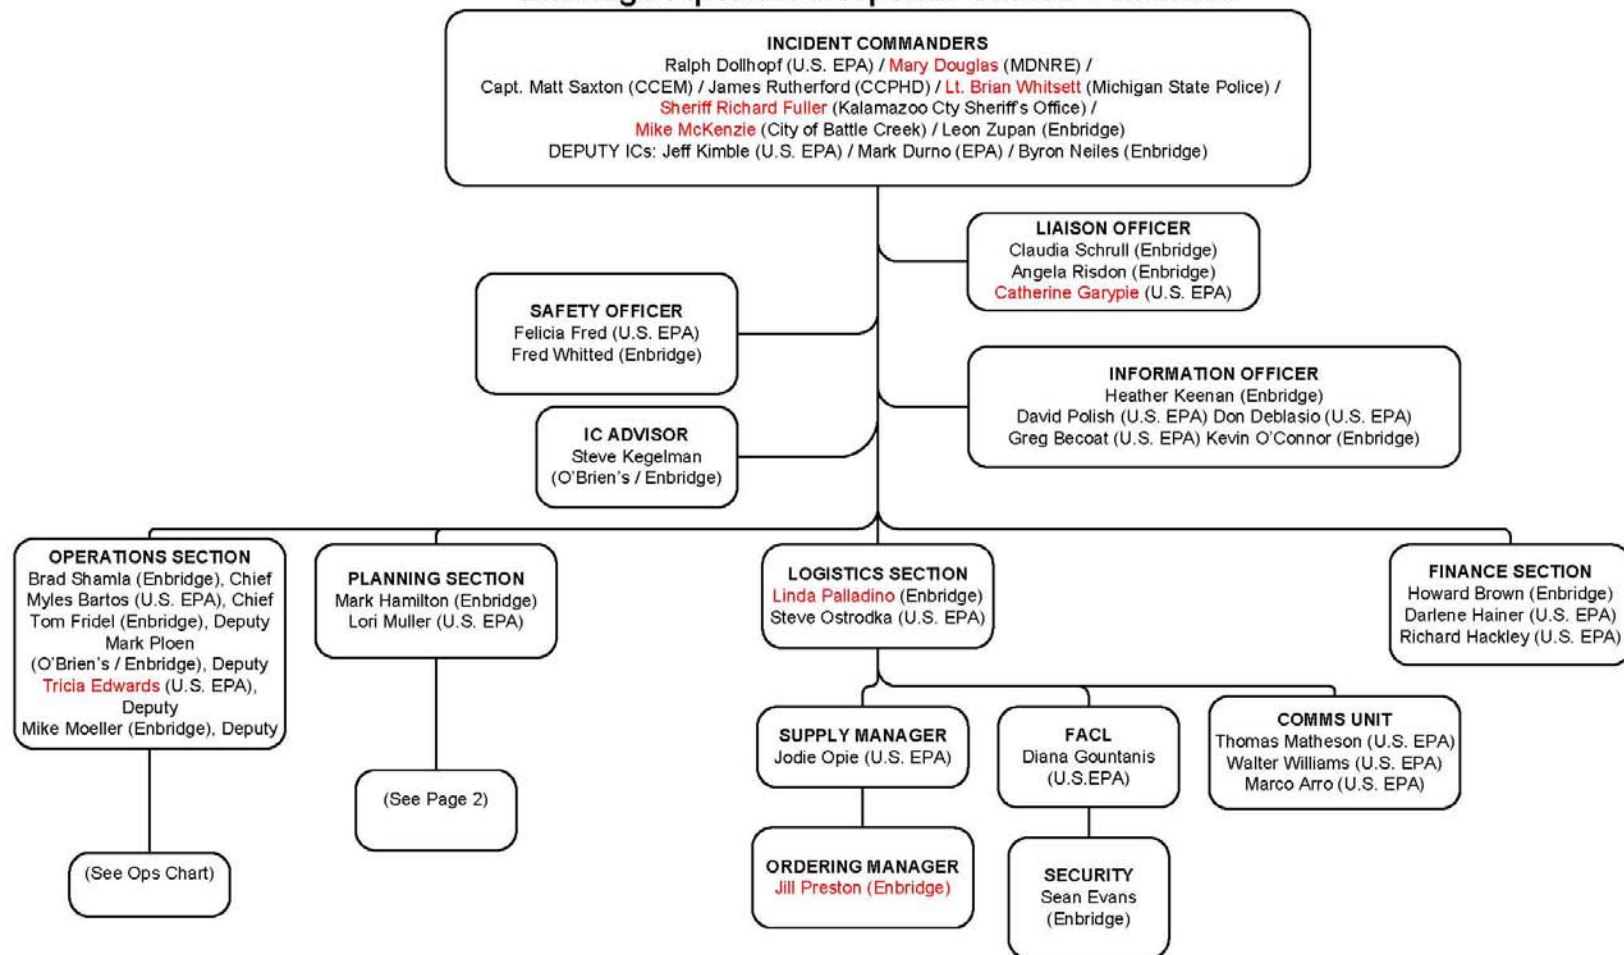 INCIDENT COMMANDERS
Ralph Dollhopf (U.S. EPA) / Mary Douglas (MDNRE) /
Capt. Matt Saxton (CCEM) / James Rutherford (CCPHD) / Lt. Brian Whitsett (Michigan State Police) /
Sheriff Richard Fuller (Kalamazoo Cty Sheriff's Office) /
Mike McKenzie (City of Battle Creek) / Leon Zupan (Enbridge)
DEPUTY ICs: Jeff Kimble (U.S. EPA) / Mark Durno (EPA) / Byron Neiles (Enbridge)
LIAISON OFFICER
Claudia Schrull (Enbridge)
Angela Risdon (Enbridge)
Catherine Garypie (U.S. EPA)
SAFETY OFFICER
Felicia Fred (U.S. EPA)
Fred Whitted (Enbridge)
INFORMATION OFFICER
Heather Keenan (Enbridge)
David Polish (U.S. EPA) Don Deblasio (U.S. EPA)
Greg Becoat (U.S. EPA) Kevin O'Connor (Enbridge)
IC ADVISOR
Steve Kegelman
(O'Brien's / Enbridge)
OPERATIONS SECTION
Brad Shamla (Enbridge), Chief
Myles Bartos (U.S. EPA), Chief
Tom Fridel (Enbridge), Deputy
Mark Ploen
(O'Brien's / Enbridge), Deputy
Tricia Edwards (U.S. EPA),
Deputy
Mike Moeller (Enbridge), Deputy
PLANNING SECTION
Mark Hamilton (Enbridge)
Lori Muller (U.S. EPA)
LOGISTICS SECTION
Linda Palladino (Enbridge)
Steve Ostrodka (U.S. EPA)
FINANCE SECTION
Howard Brown (Enbridge)
Darlene Hainer (U.S. EPA)
Richard Hackley (U.S. EPA)
SUPPLY MANAGER
Jodie Opie (U.S. EPA)
FACL
Diana Gountanis
(U.S.EPA)
COMMS UNIT
Thomas Matheson (U.S. EPA)
Walter Williams (U.S. EPA)
Marco Arro (U.S. EPA)
(See Page 2)
(See Ops Chart)
ORDERING MANAGER
Jill Preston (Enbridge)
SECURITY
Sean Evans
(Enbridge)